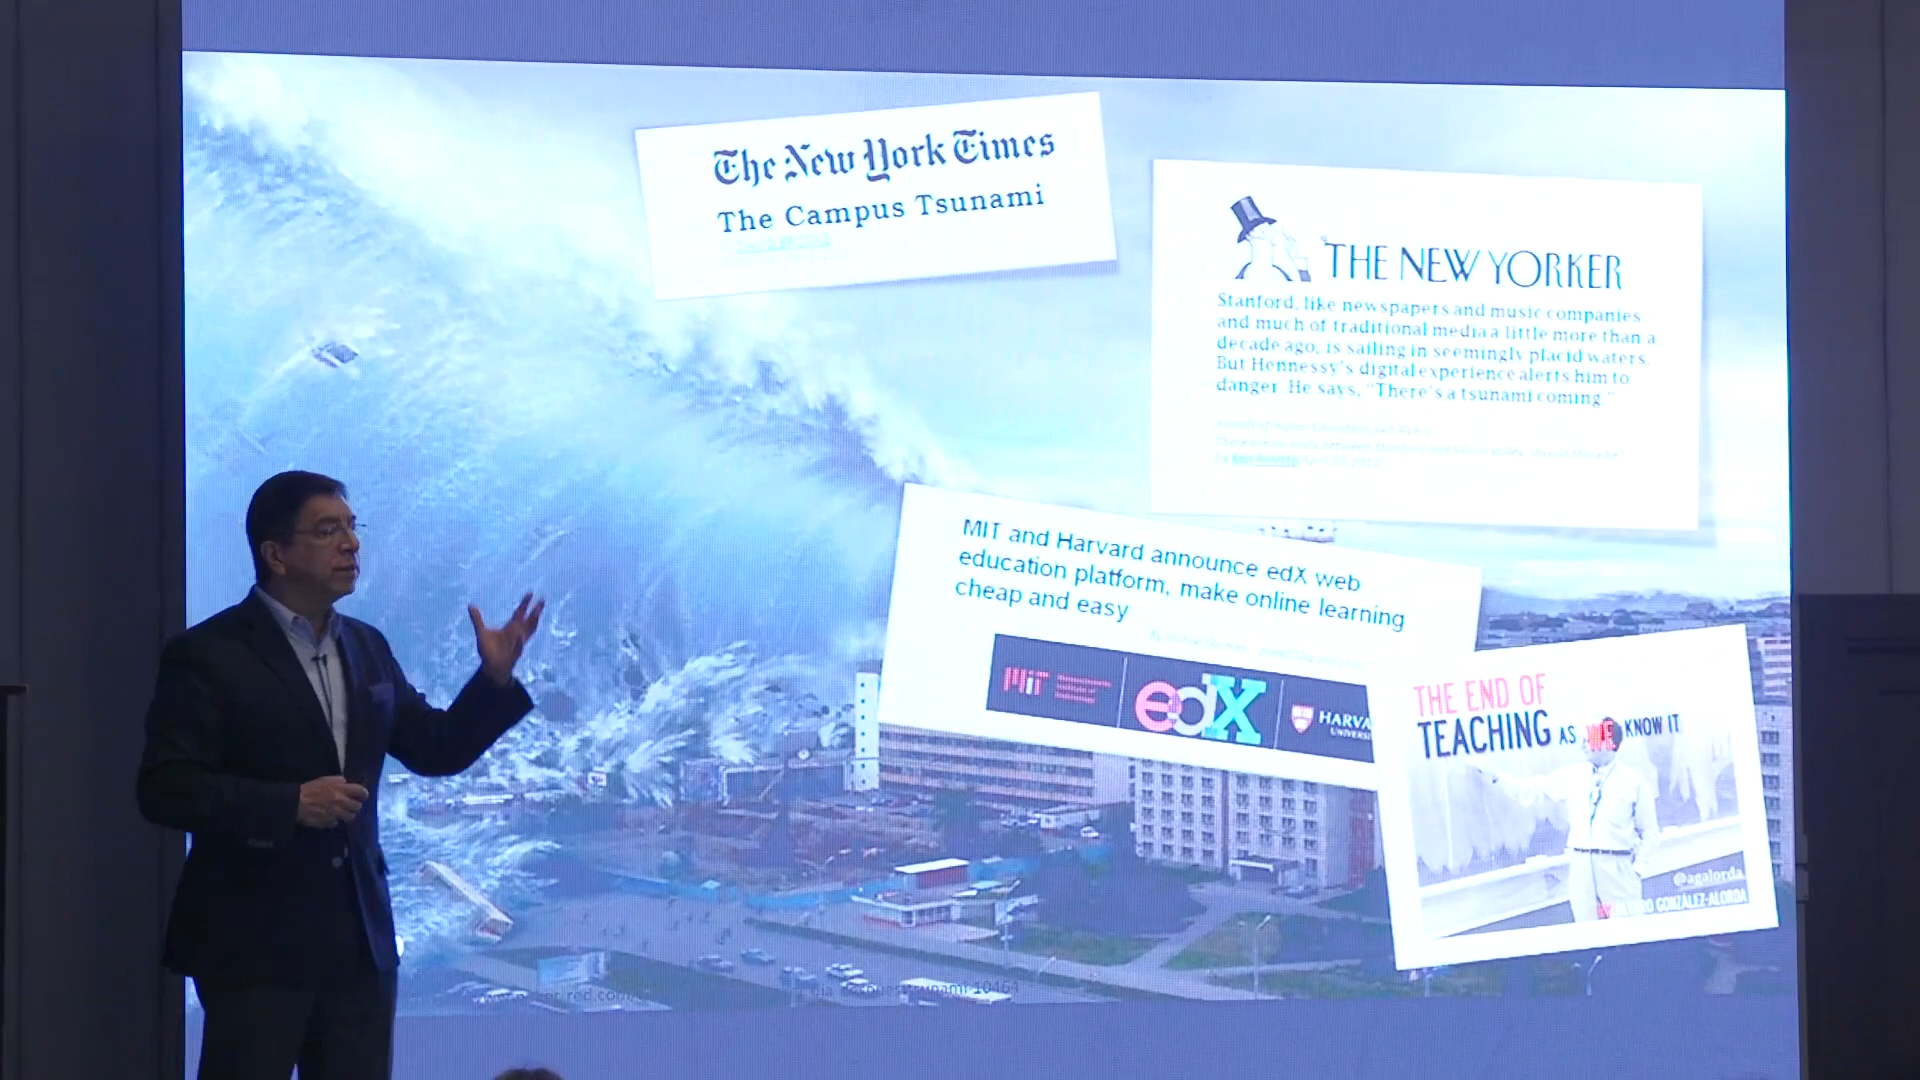 The New York Times
The Campus Tsunami
THE NEW YORKER
Stanford, like newspapers and music companies
and much of traditional media a little more than a
decade ago, is sailing in seemingly placid waters.
But Hennessy's digital experience alerts him to
danger. He says, "There's a tsunami coming."
MIT and Harvard announce edX web
education platform, make online learning
cheap and easy
MIT
edX
HARVA
UNIVERSI
THE END OF
TEACHING AS WE KNOW IT
@agalorda
GONZÁLEZ-ALORDA